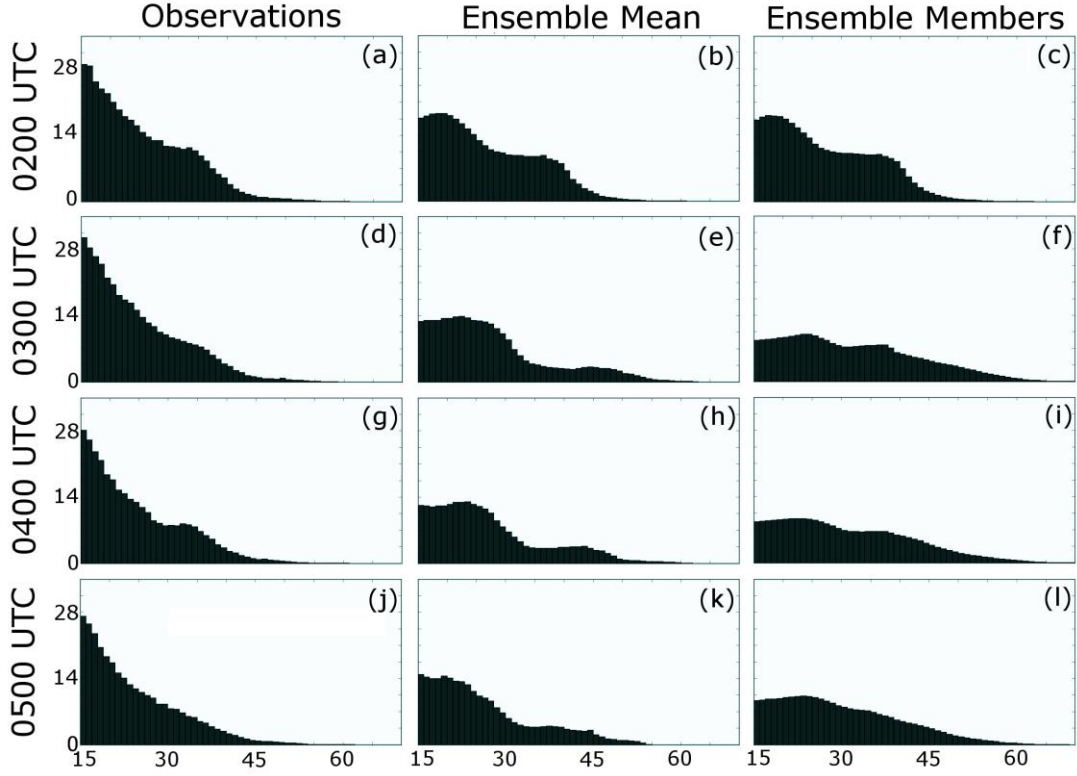 Observations Ensemble Mean Ensemble Members
0200 UTC
28
14
0
(a) (b) (c)
0300 UTC
28
14
0
(d) (e) (f)
0400 UTC
28
14
0
(g) (h) (i)
0500 UTC
28
14
0
(j) (k) (l)
15 30 45 60 15 30 45 60 15 30 45 60